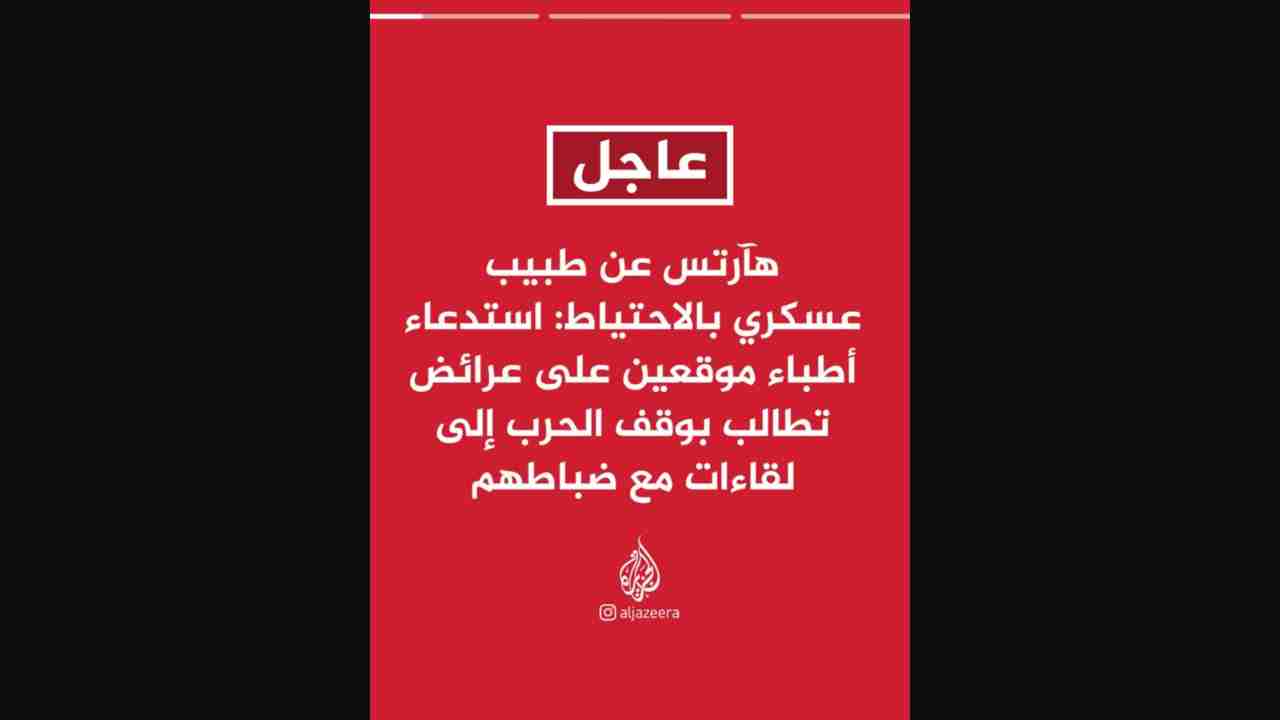 عاجل
هآرتس عن طبيب
عسكري بالاحتياط: استدعاء
أطباء موقعين على عرائض
تطالب بوقف الحرب إلى
لقاءات مع ضباطهم
الجزيرة
aljazeera